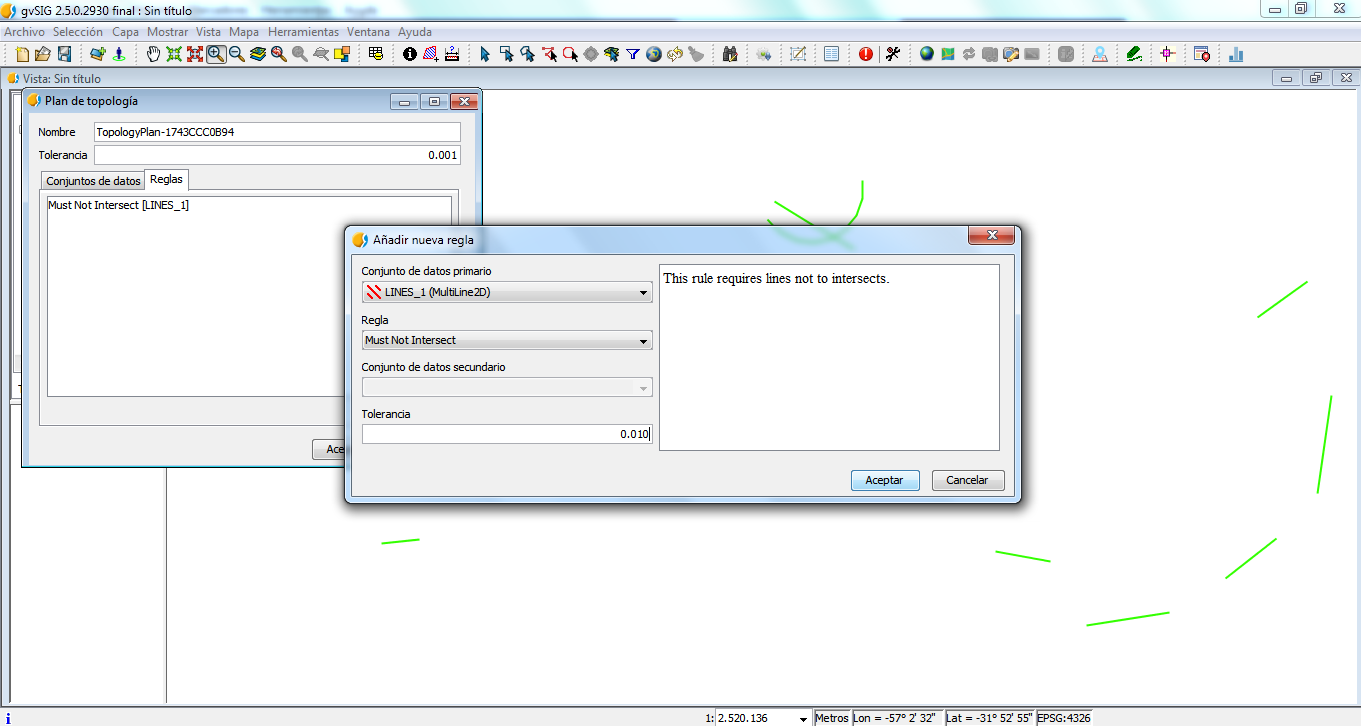 gvSIG 2.5.0.2930 final : Sin título
Archivo Selección Capa Mostrar Vista Mapa Herramientas Ventana Ayuda
Vista: Sin título
Plan de topología
Nombre TopologyPlan-1743CCC0B94
Tolerancia 0.001
Conjuntos de datos Reglas
Must Not Intersect [LINES_1]
Ace
Añadir nueva regla
Conjunto de datos primario
LINES_1 (MultiLine2D)
Regla
Must Not Intersect
Conjunto de datos secundario
Tolerancia
0.010
This rule requires lines not to intersects.
Aceptar Cancelar
1: 2.520.136 Metros Lon = -57° 2' 32" Lat = -31° 52' 55" EPSG:4326